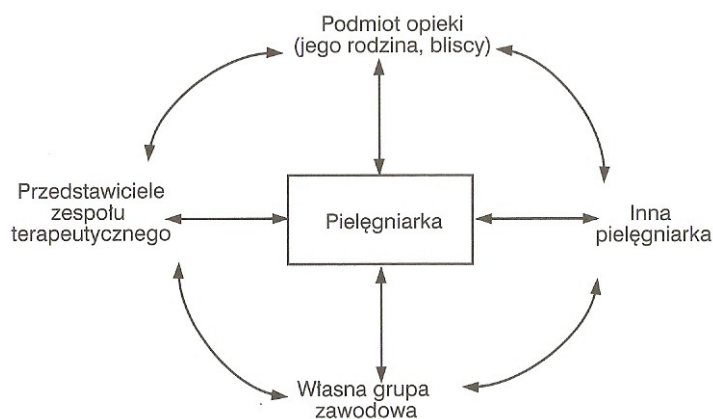 Podmiot opieki
(jego rodzina, bliscy)
Przedstawiciele
zespołu
terapeutycznego
Pielęgniarka
Inna
pielęgniarka
Własna grupa
zawodowa